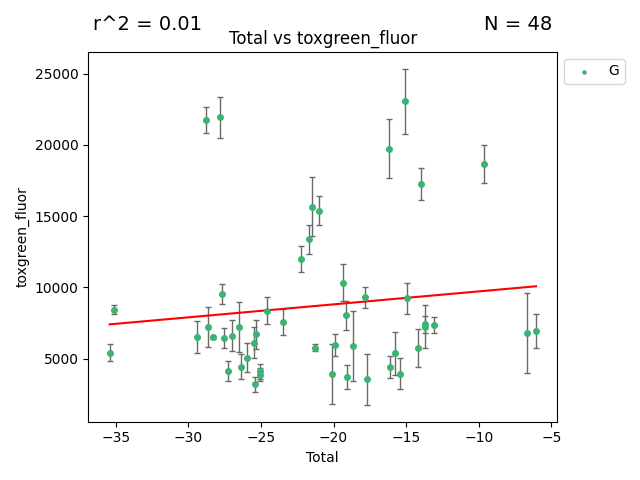 r^2 = 0.01
N = 48
Total vs toxgreen_fluor
G
25000
20000
15000
10000
5000
toxgreen_fluor
−35 −30 −25 −20 −15 −10 −5
Total